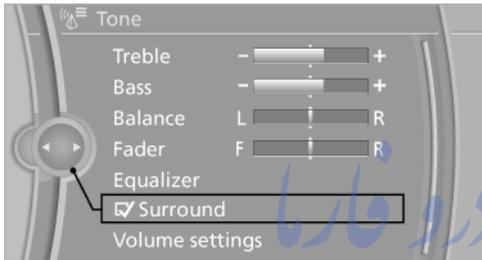 Tone
Treble - +
Bass - +
Balance L R
Fader F R
Equalizer
Surround
Volume settings